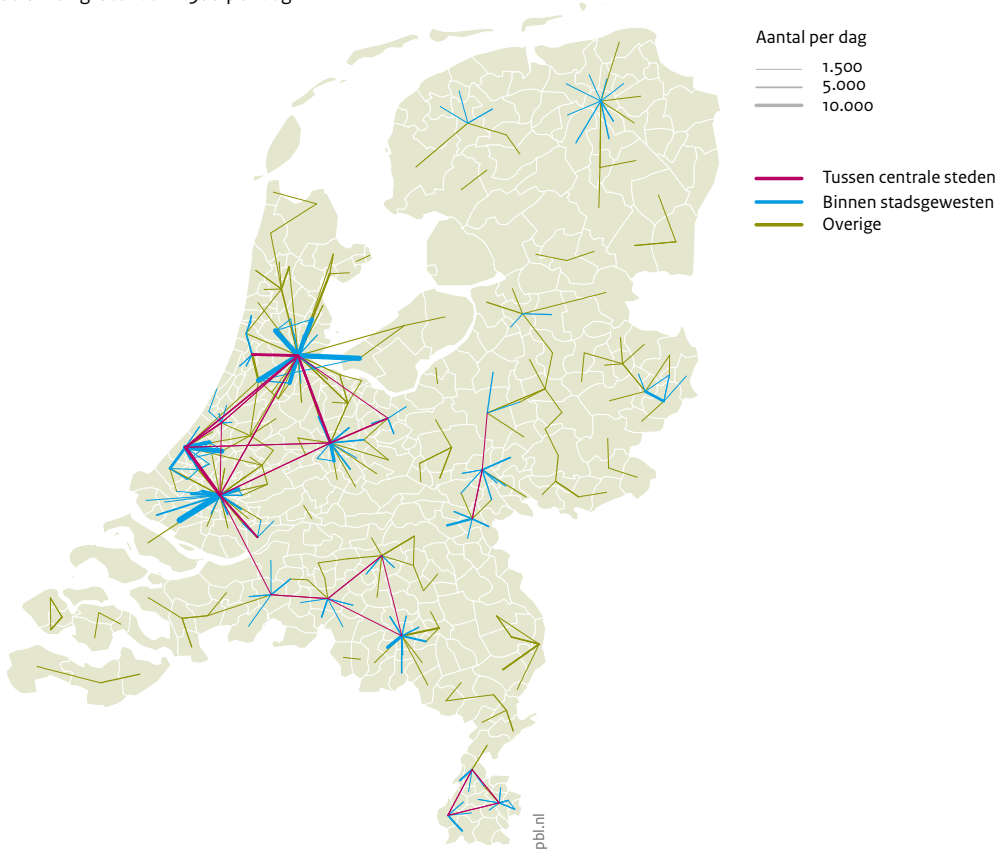 Aantal per dag
1.500
5.000
10.000
Tussen centrale steden
Binnen stadsgewesten
Overige
pbl.nl